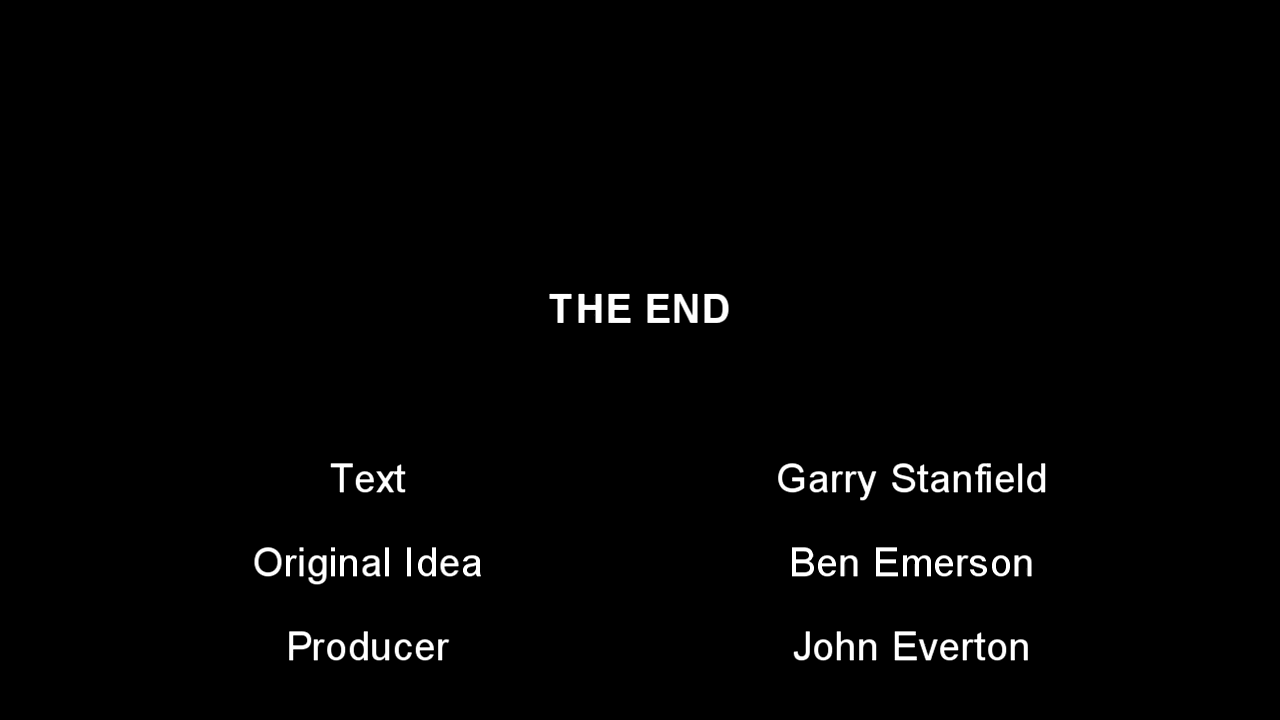 THE END
Text Garry Stanfield
Original Idea Ben Emerson
Producer John Everton